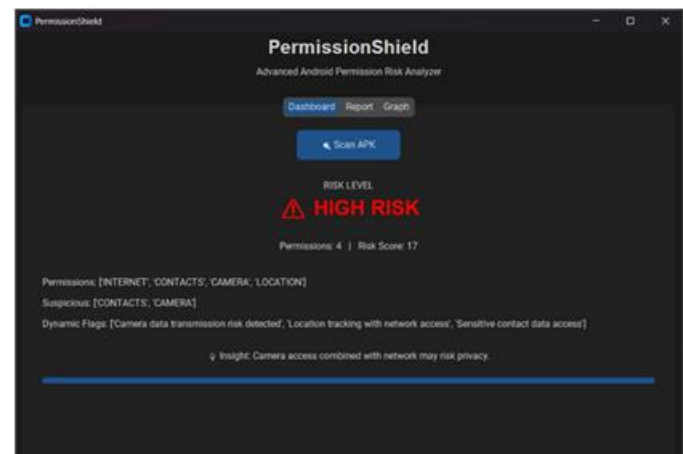 PermissionShield
PermissionShield
Advanced Android Permission Risk Analyzer
Dashboard Report Graph
Scan APK
RISK LEVEL
HIGH RISK
Permissions: 4 | Risk Score: 17
Permissions: ['INTERNET', 'CONTACTS', 'CAMERA', 'LOCATION']
Suspicious: ['CONTACTS', 'CAMERA']
Dynamic Flags: ['Camera data transmission risk detected', 'Location tracking with network access', 'Sensitive contact data access']
Insight: Camera access combined with network may risk privacy.